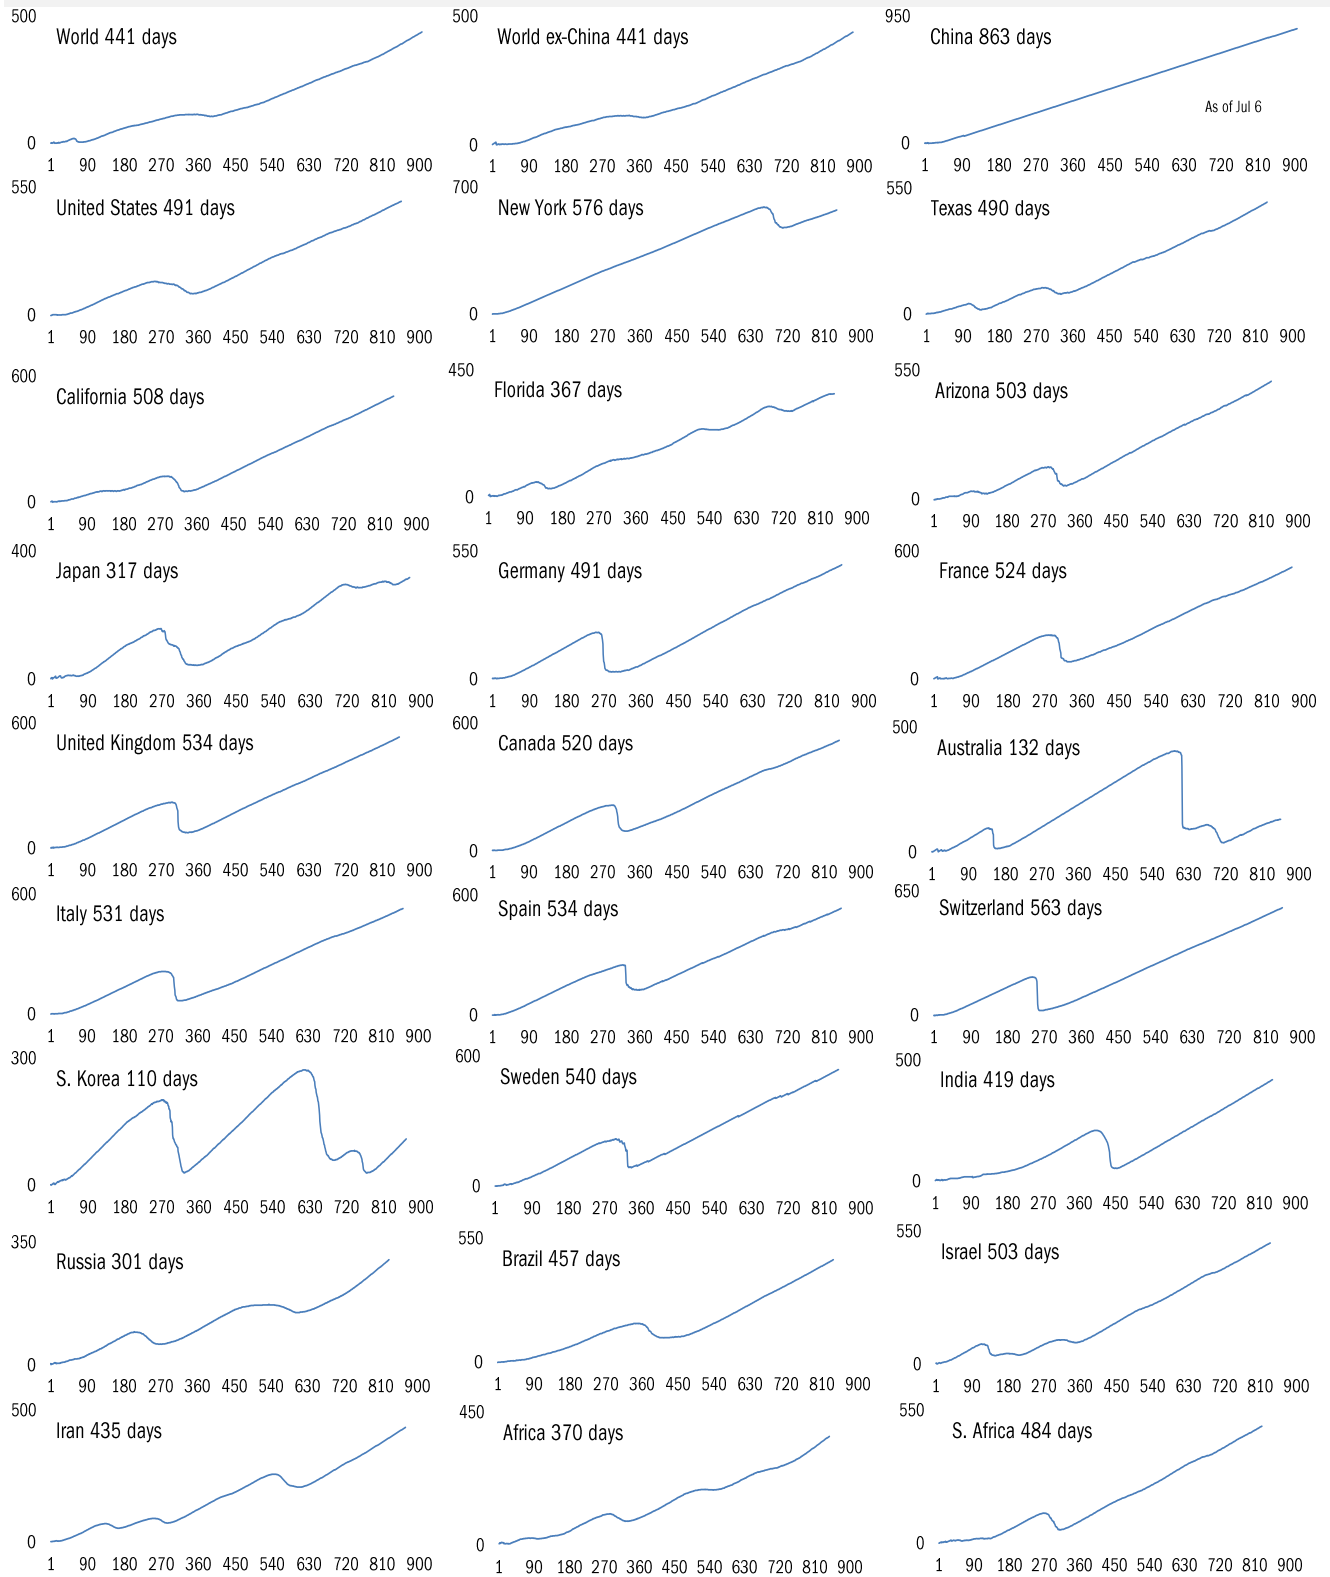 500 500 950
World 441 days World ex-China 441 days China 863 days
As of Jul 6
0 0 0
1 90 180 270 360 450 540 630 720 810 900 1 90 180 270 360 450 540 630 720 810 900 1 90 180 270 360 450 540 630 720 810 900
550 700 550
United States 491 days New York 576 days Texas 490 days
0 0 0
1 90 180 270 360 450 540 630 720 810 900 1 90 180 270 360 450 540 630 720 810 900 1 90 180 270 360 450 540 630 720 810 900
600 450 550
California 508 days Florida 367 days Arizona 503 days
0 0 0
1 90 180 270 360 450 540 630 720 810 900 1 90 180 270 360 450 540 630 720 810 900 1 90 180 270 360 450 540 630 720 810 900
400 550 600
Japan 317 days Germany 491 days France 524 days
0 0 0
1 90 180 270 360 450 540 630 720 810 900 1 90 180 270 360 450 540 630 720 810 900 1 90 180 270 360 450 540 630 720 810 900
600 600 500
United Kingdom 534 days Canada 520 days Australia 132 days
0 0 0
1 90 180 270 360 450 540 630 720 810 900 1 90 180 270 360 450 540 630 720 810 900 1 90 180 270 360 450 540 630 720 810 900
600 600 650
Italy 531 days Spain 534 days Switzerland 563 days
0 0 0
1 90 180 270 360 450 540 630 720 810 900 1 90 180 270 360 450 540 630 720 810 900 1 90 180 270 360 450 540 630 720 810 900
300 600 500
S. Korea 110 days Sweden 540 days India 419 days
0 0 0
1 90 180 270 360 450 540 630 720 810 900 1 90 180 270 360 450 540 630 720 810 900 1 90 180 270 360 450 540 630 720 810 900
350 550 550
Russia 301 days Brazil 457 days Israel 503 days
0 0 0
1 90 180 270 360 450 540 630 720 810 900 1 90 180 270 360 450 540 630 720 810 900 1 90 180 270 360 450 540 630 720 810 900
500 450 550
Iran 435 days Africa 370 days S. Africa 484 days
0 0 0
1 90 180 270 360 450 540 630 720 810 900 1 90 180 270 360 450 540 630 720 810 900 1 90 180 270 360 450 540 630 720 810 900